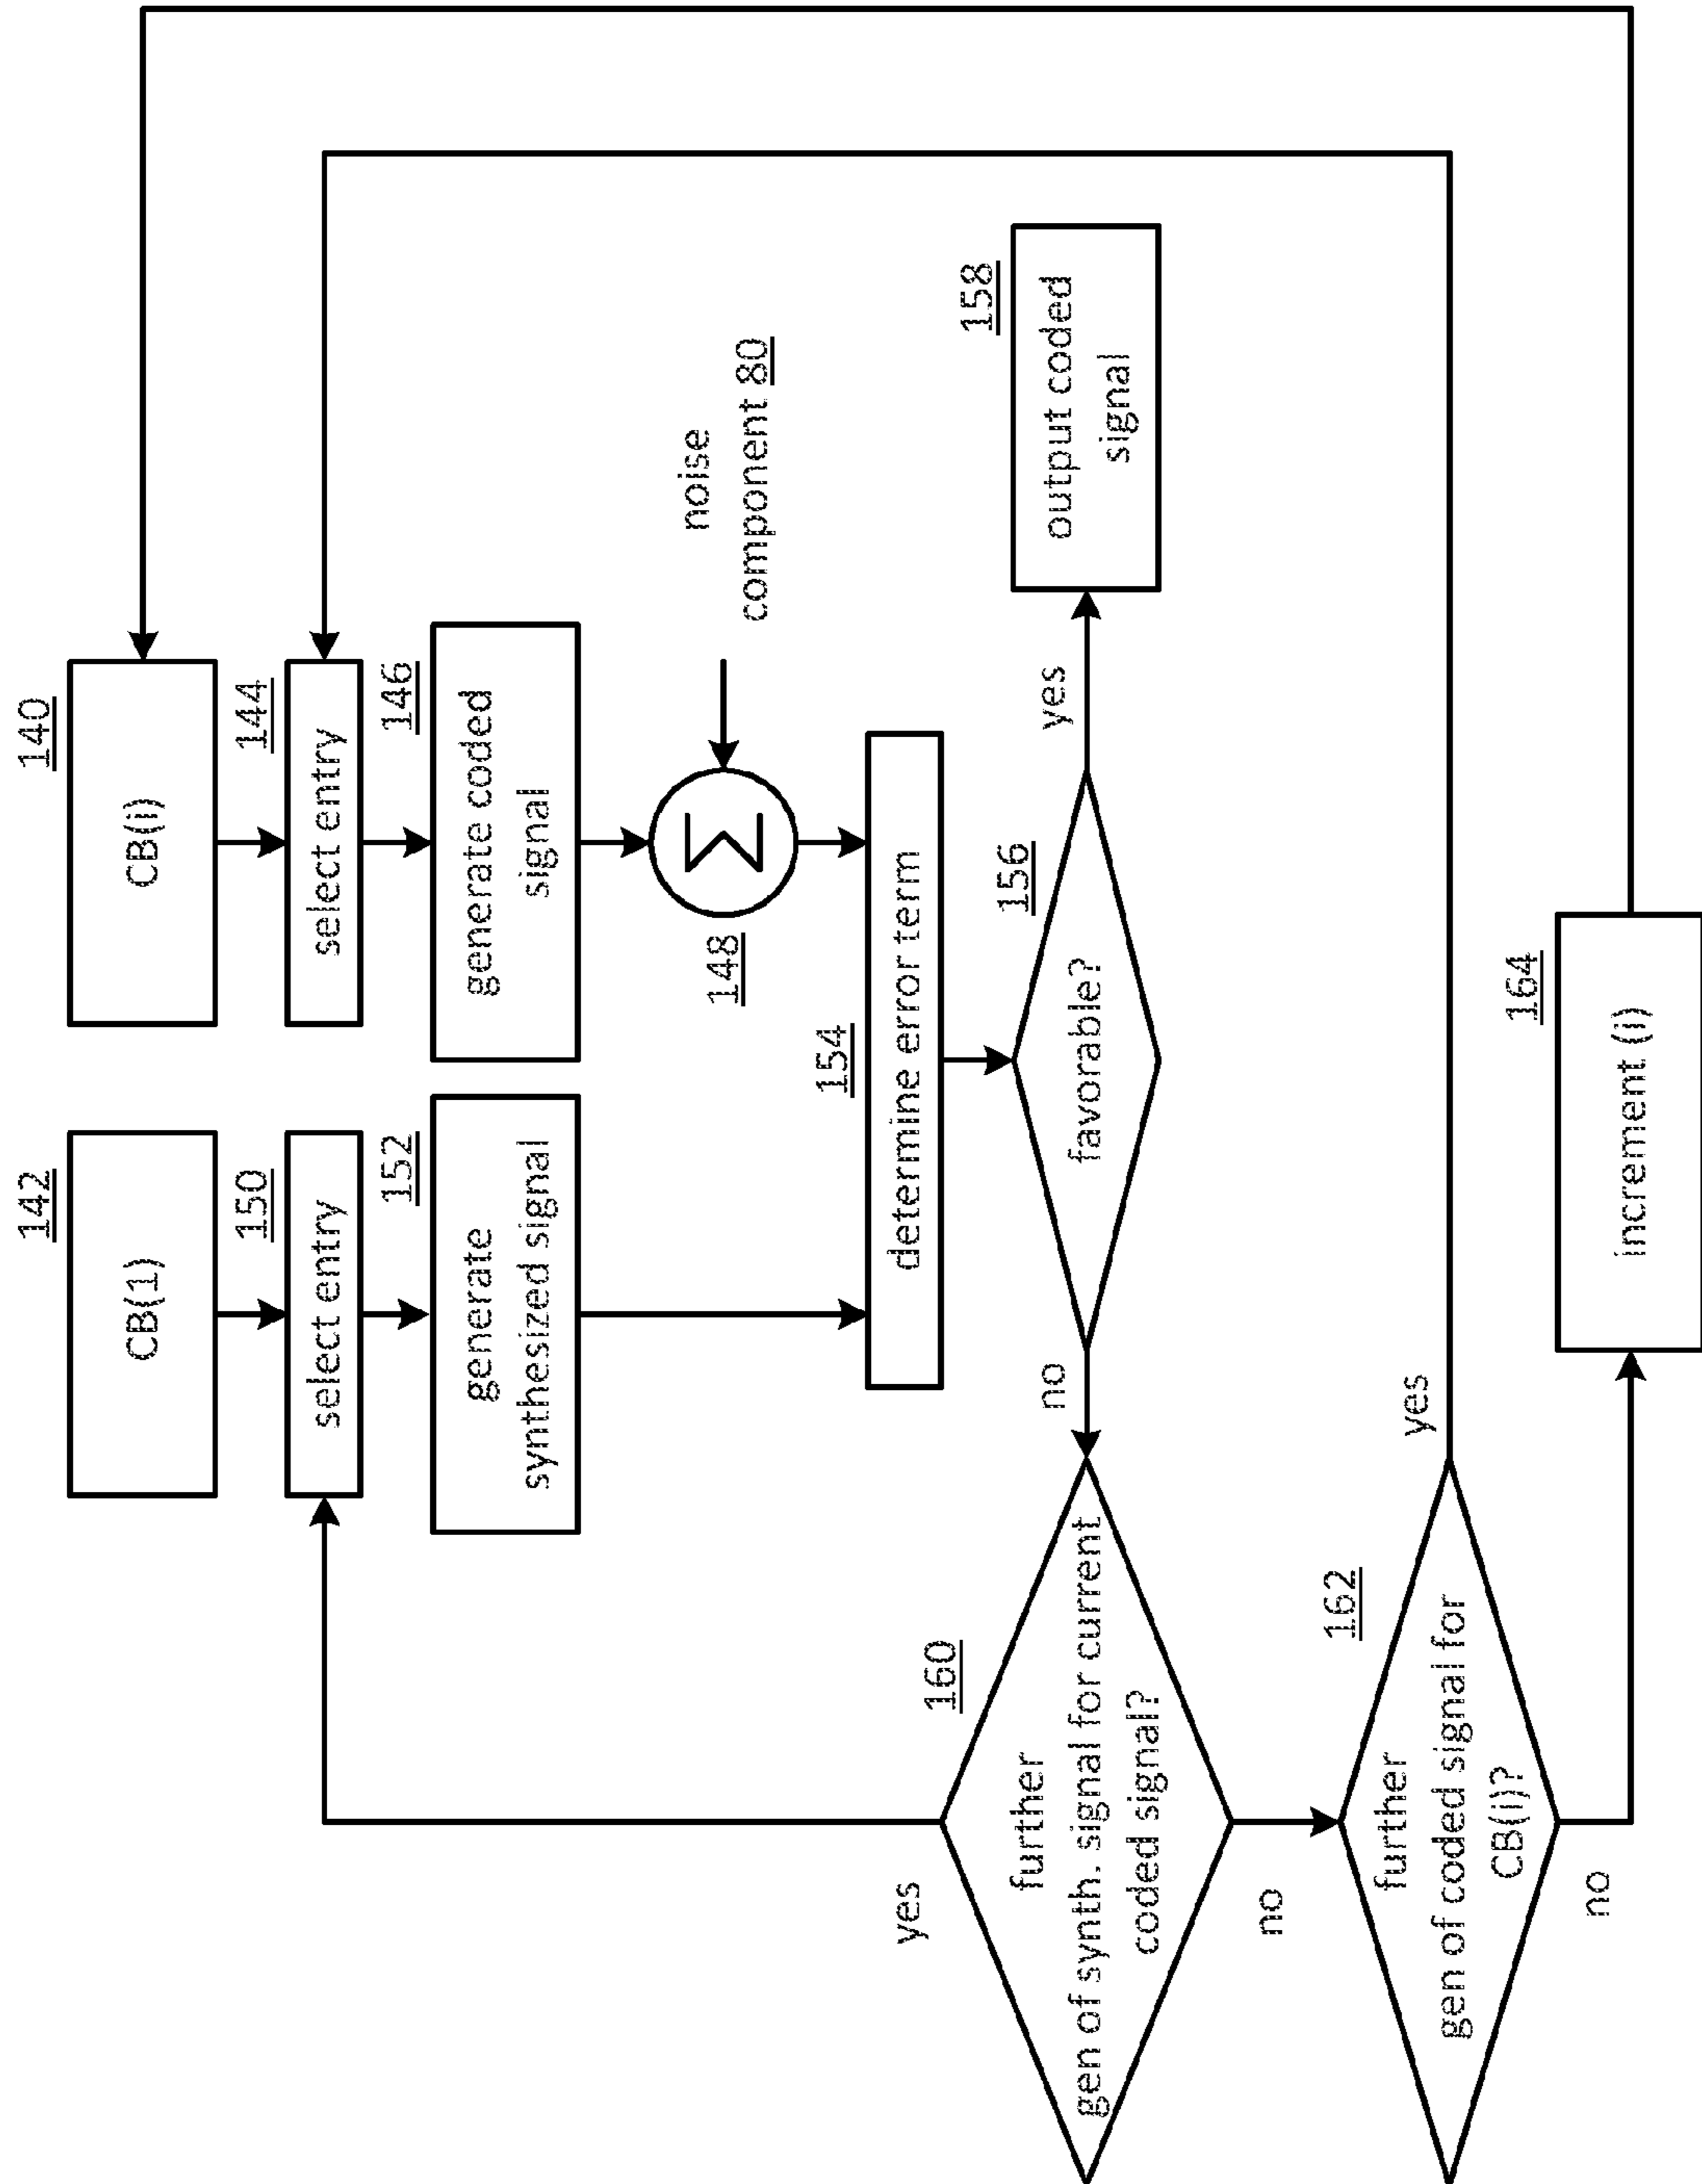 142
CB(1)
150
select entry
152
generate
synthesized signal
140
CB(i)
144
select entry
146
generate coded
signal
noise
component 80
148
154
determine error term
156
favorable?
yes
158
output coded
signal
no
160
further
gen of synth. signal for current
coded signal?
yes
no
162
further
gen of coded signal for
CB(i)?
yes
no
164
increment (i)